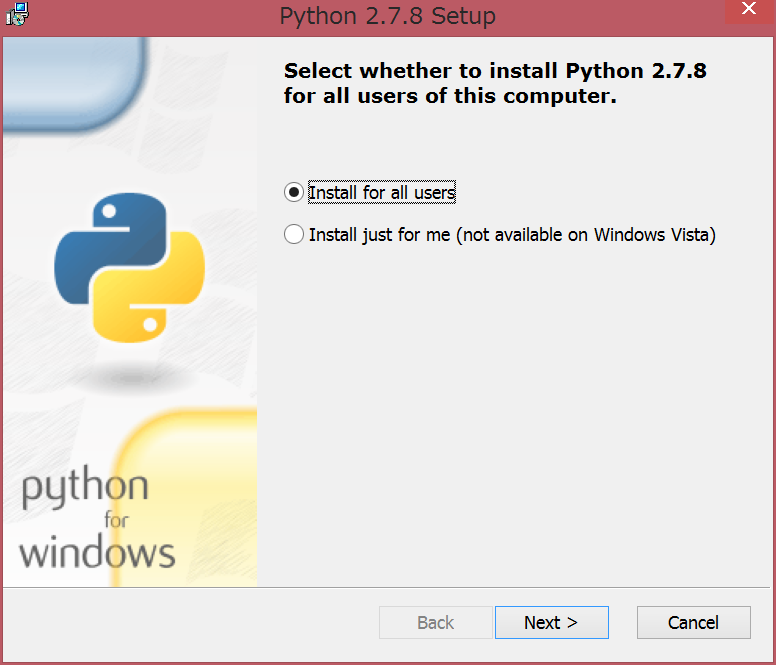 Python 2.7.8 Setup
Select whether to install Python 2.7.8
for all users of this computer.
Install for all users
Install just for me (not available on Windows Vista)
python
for
windows
Back
Next >
Cancel